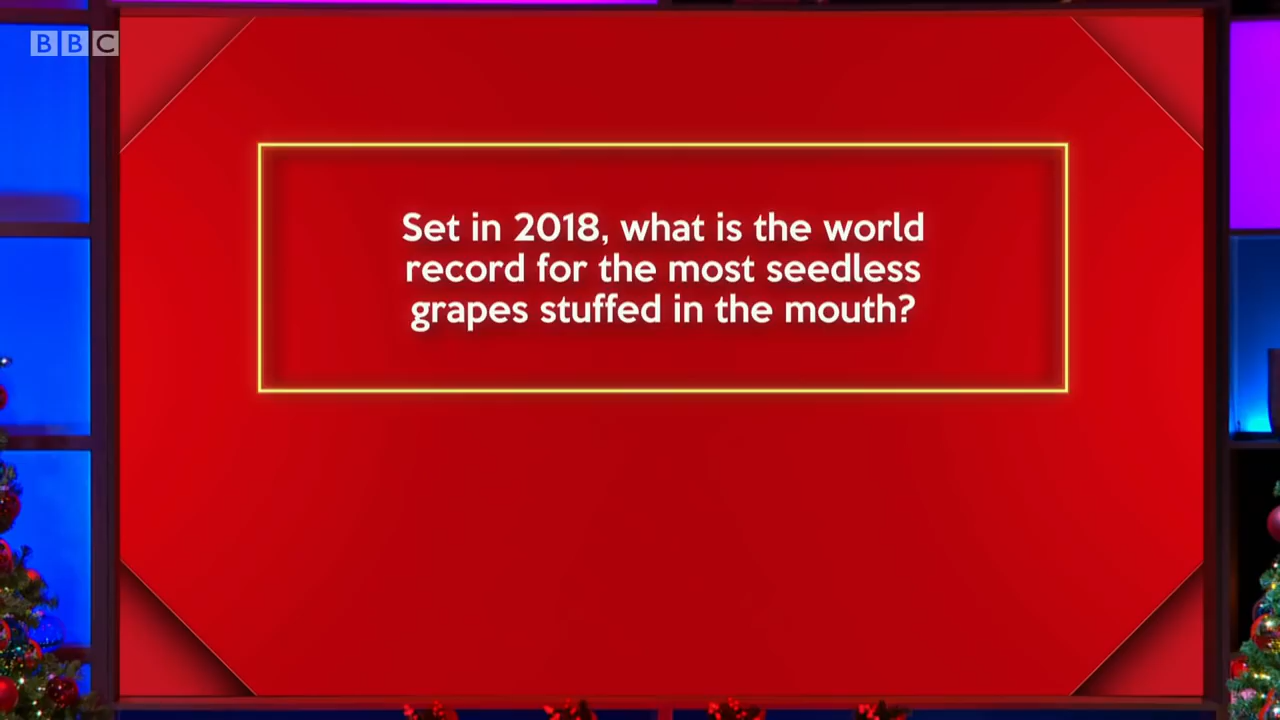 BBC
Set in 2018, what is the world
record for the most seedless
grapes stuffed in the mouth?